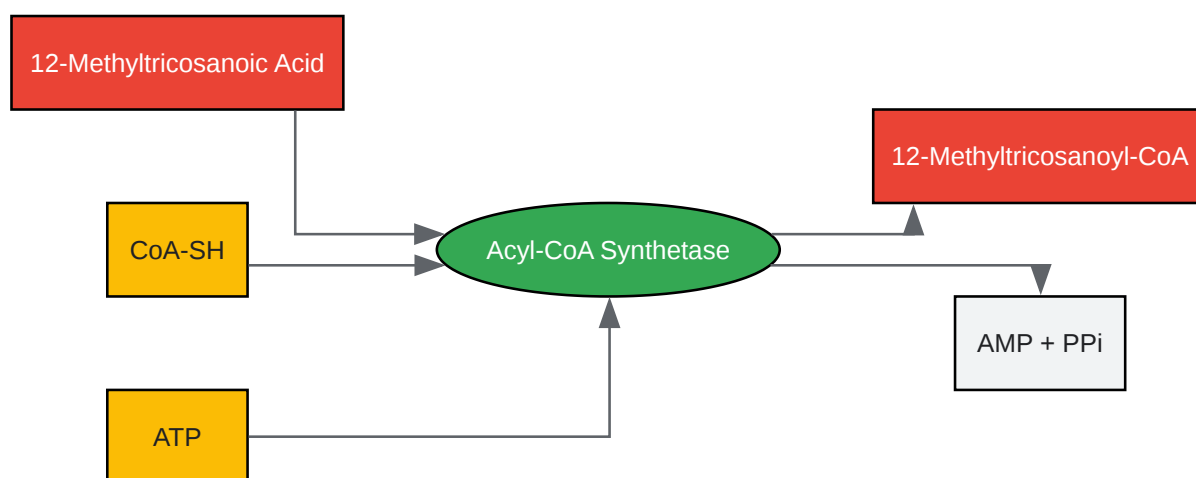 12-Methyltricosanoic Acid
12-Methyltricosanoyl-CoA
CoA-SH
Acyl-CoA Synthetase
AMP + PPi
ATP